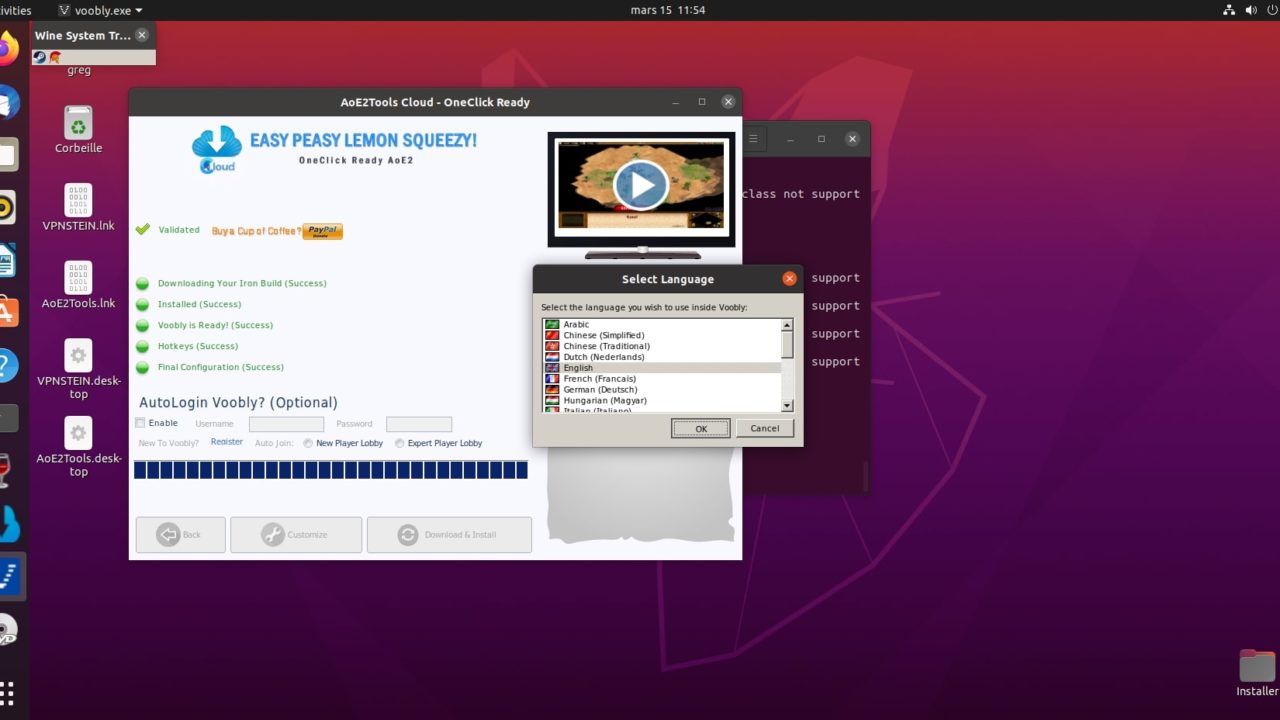 ivities
voobly.exe
mars 15 11:54
Wine System Tr...
greg
Corbeille
VPNSTEIN.lnk
AoE2Tools.lnk
VPNSTEIN.desk-
top
AoE2Tools.desk-
top
AoE2Tools Cloud - OneClick Ready
Cloud
EASY PEASY LEMON SQUEEZY!
OneClick Ready AoE2
Validated
Buy a Cup of Coffee?
PayPal
Donate
Downloading Your Iron Build (Success)
Installed (Success)
Voobly is Ready! (Success)
Hotkeys (Success)
Final Configuration (Success)
AutoLogin Voobly? (Optional)
Enable Username Password
New To Voobly? Register Auto Join: New Player Lobby Expert Player Lobby
Back
Customize
Download & Install
class not support
support
support
support
support
Select Language
Select the language you wish to use inside Voobly:
Arabic
Chinese (Simplified)
Chinese (Traditional)
Dutch (Nederlands)
English
French (Francais)
German (Deutsch)
Hungarian (Magyar)
Italian (Italiano)
OK
Cancel
Installer